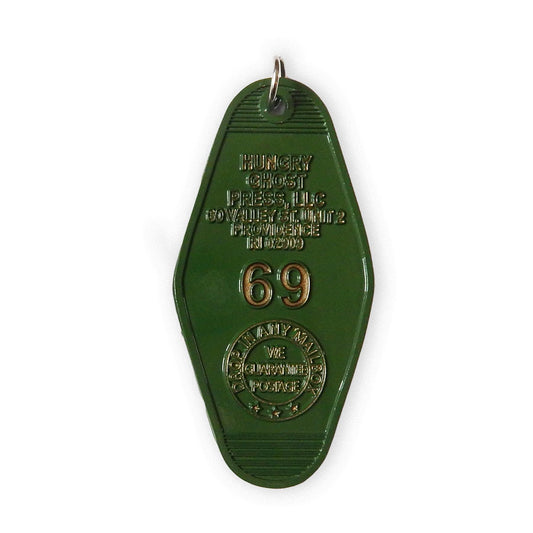 HUNGRY
GHOST
PRESS, LLC
60 VALLEY ST. UNIT 2
PROVIDENCE
RI 02909
69
DROP IN ANY MAILBOX
WE
GUARANTEE
POSTAGE